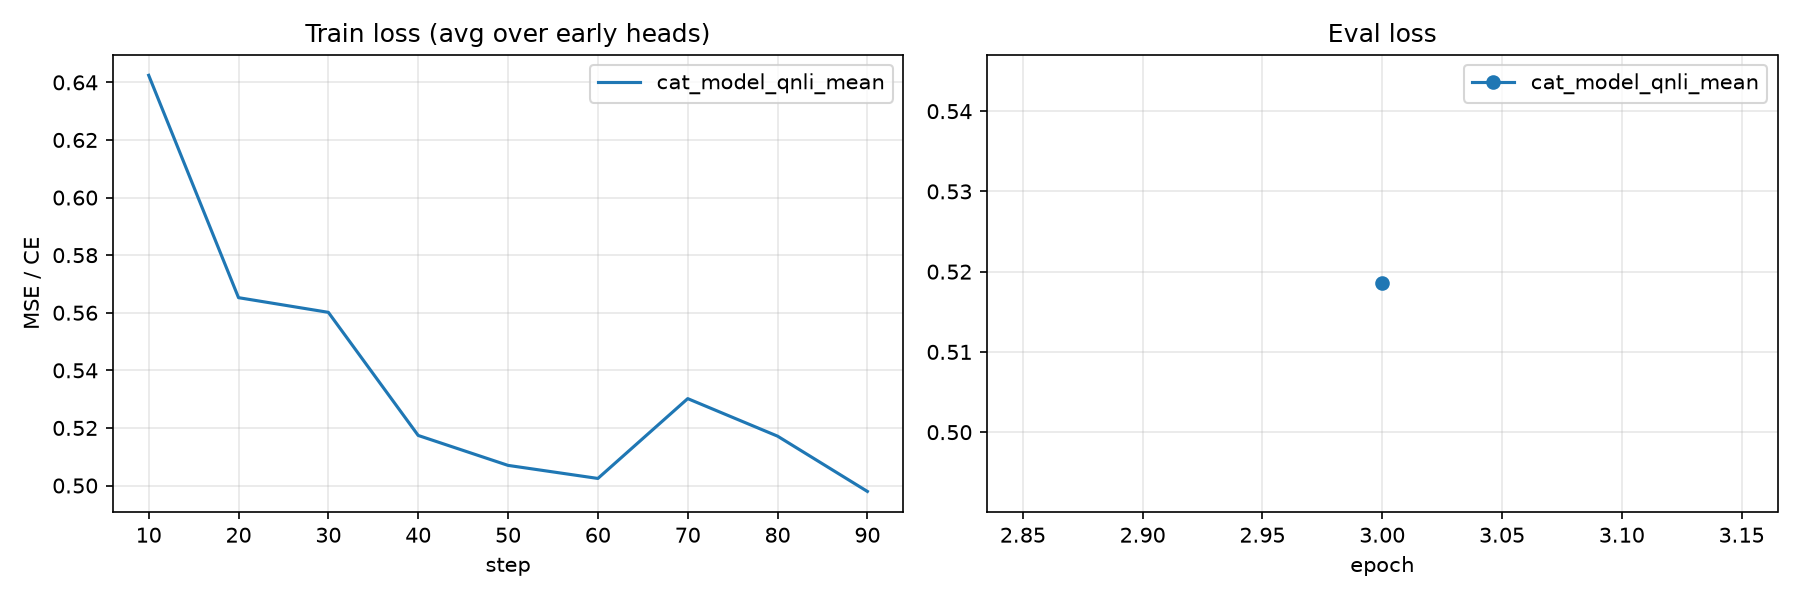 Train loss (avg over early heads)
cat_model_qnli_mean
MSE / CE
0.64
0.62
0.60
0.58
0.56
0.54
0.52
0.50
10 20 30 40 50 60 70 80 90
step
Eval loss
cat_model_qnli_mean
0.54
0.53
0.52
0.51
0.50
2.85 2.90 2.95 3.00 3.05 3.10 3.15
epoch